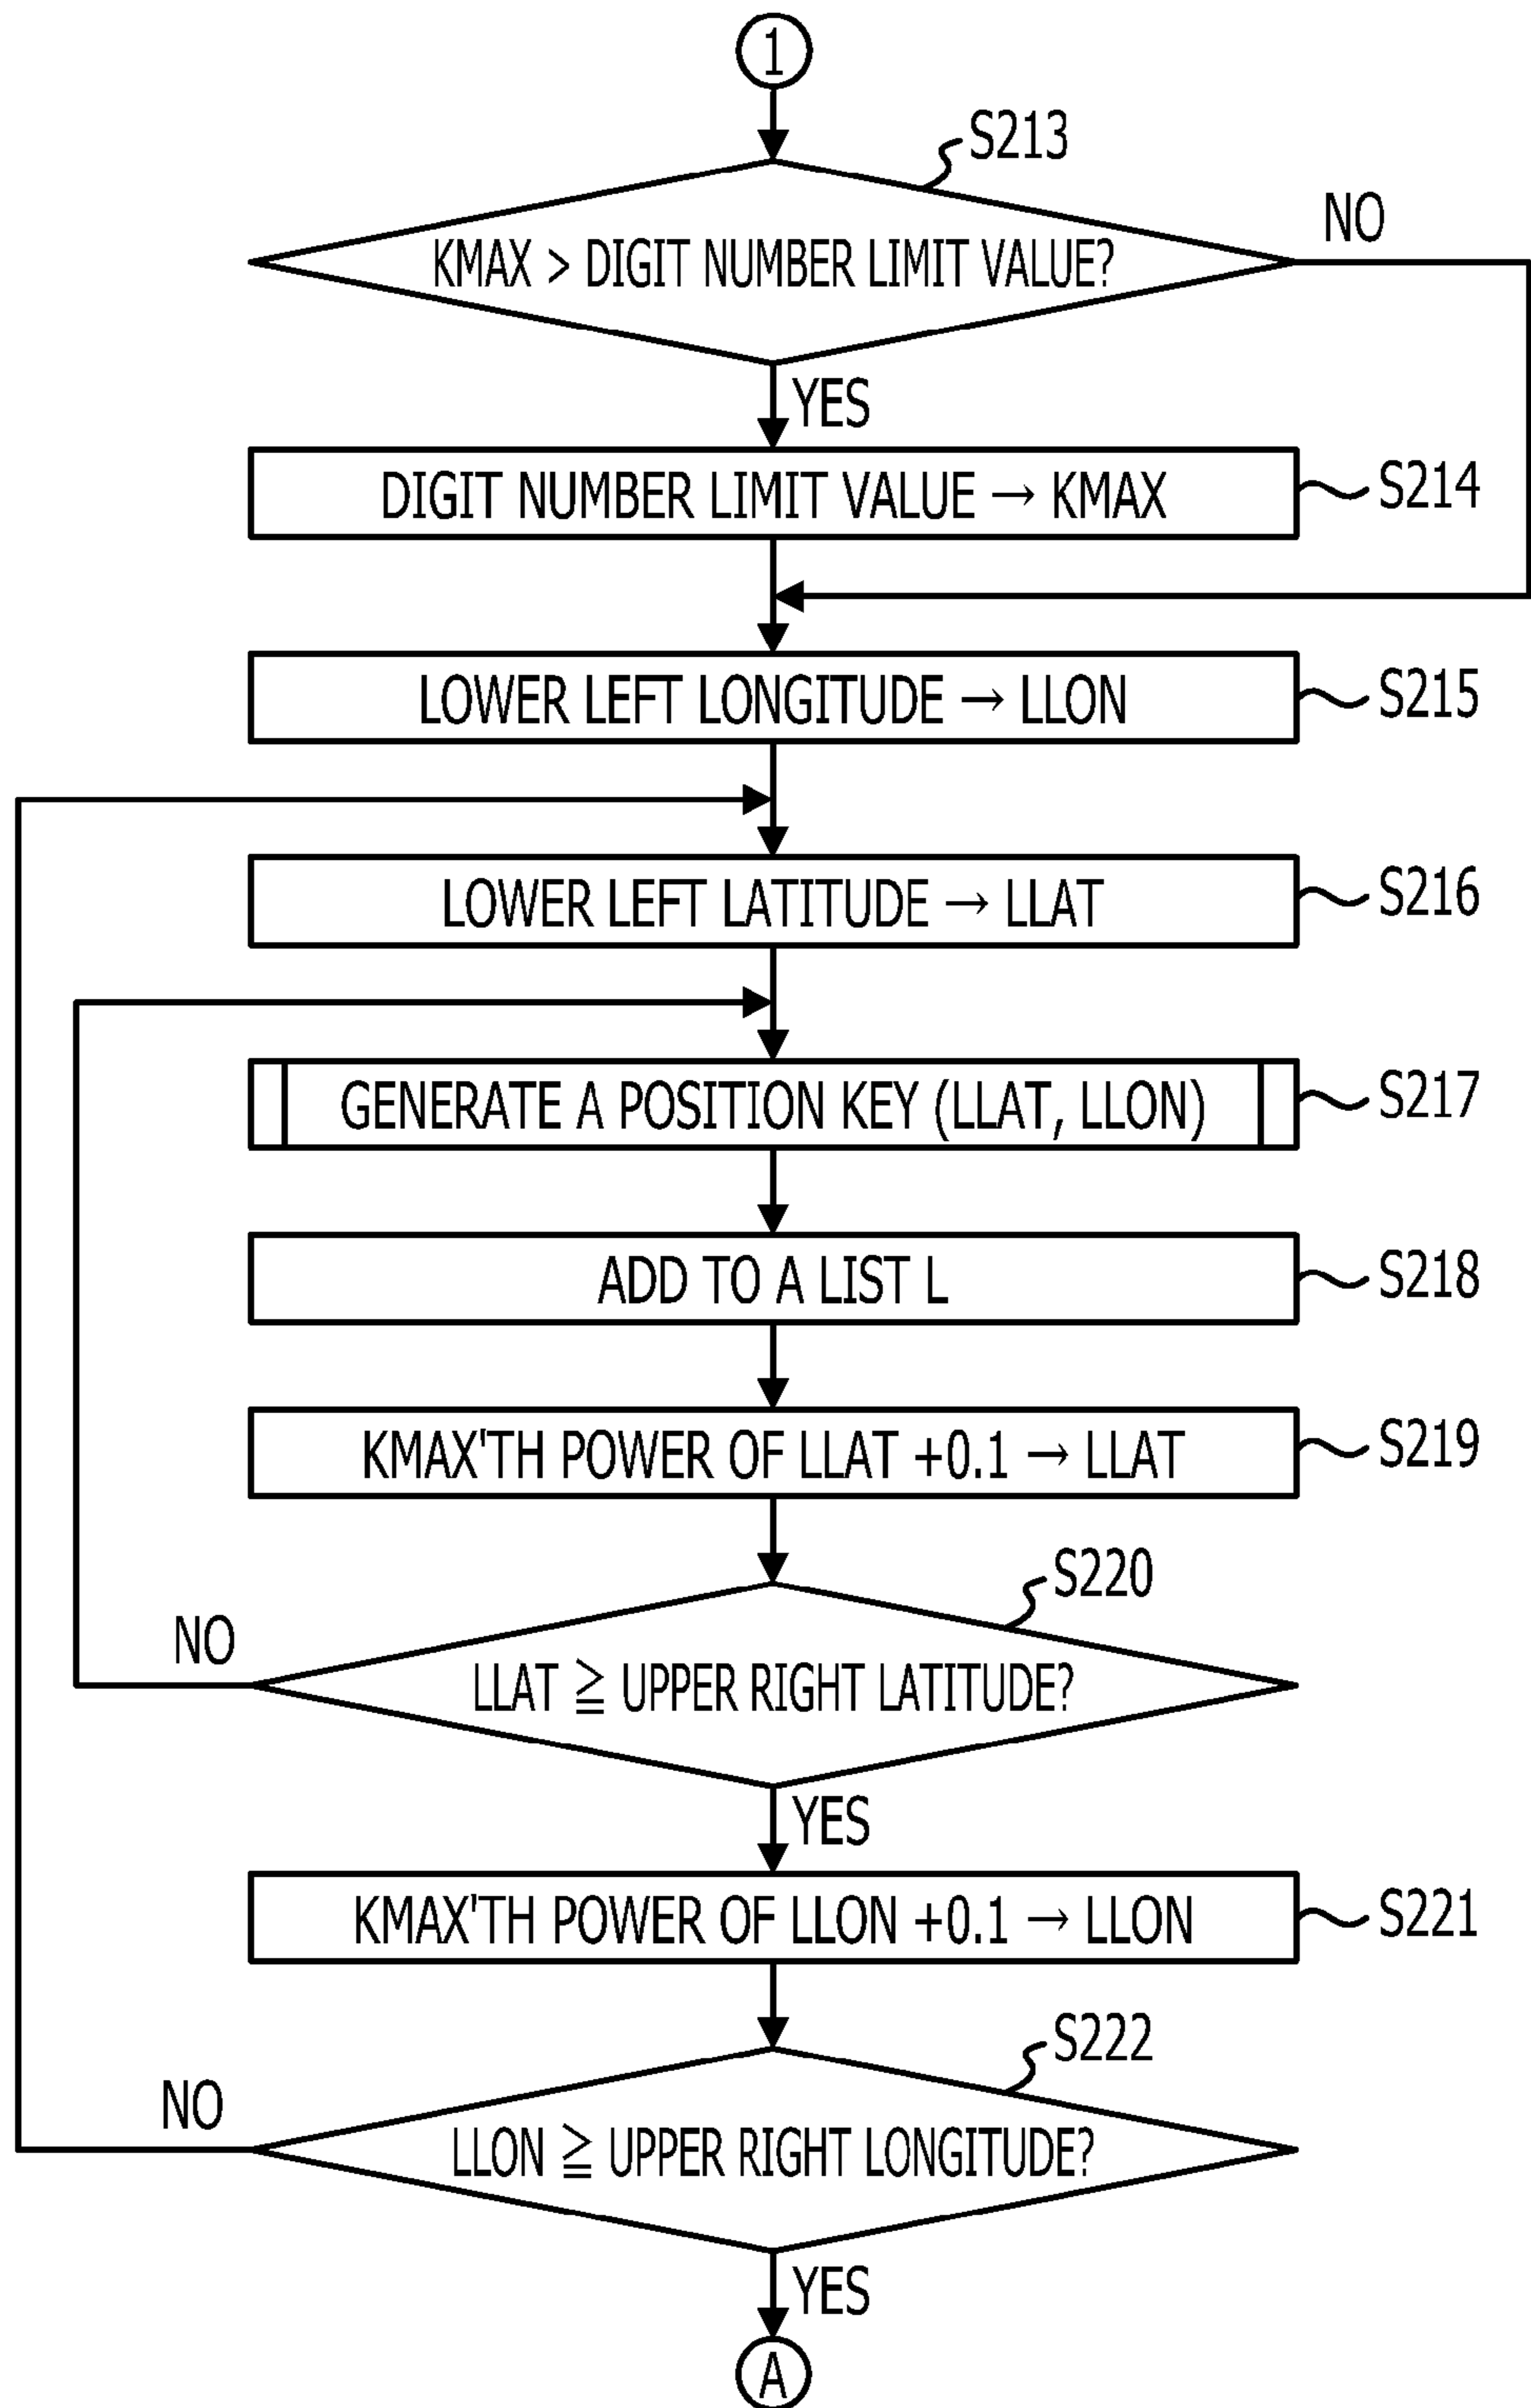 1
S213
NO
KMAX > DIGIT NUMBER LIMIT VALUE?
YES
DIGIT NUMBER LIMIT VALUE → KMAX
S214
LOWER LEFT LONGITUDE → LLON
S215
LOWER LEFT LATITUDE → LLAT
S216
GENERATE A POSITION KEY (LLAT, LLON)
S217
ADD TO A LIST L
S218
KMAX'TH POWER OF LLAT +0.1 → LLAT
S219
S220
NO
LLAT ≧ UPPER RIGHT LATITUDE?
YES
KMAX'TH POWER OF LLON +0.1 → LLON
S221
S222
NO
LLON ≧ UPPER RIGHT LONGITUDE?
YES
A